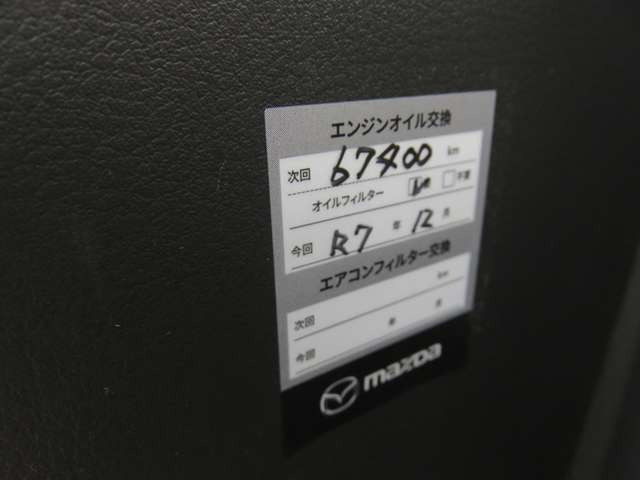 エンジンオイル交換
次回 67400 km
オイルフィルター 要 不要
今回 R7 年 12 月
エアコンフィルター交換
次回 km
年 月
今回
mazda